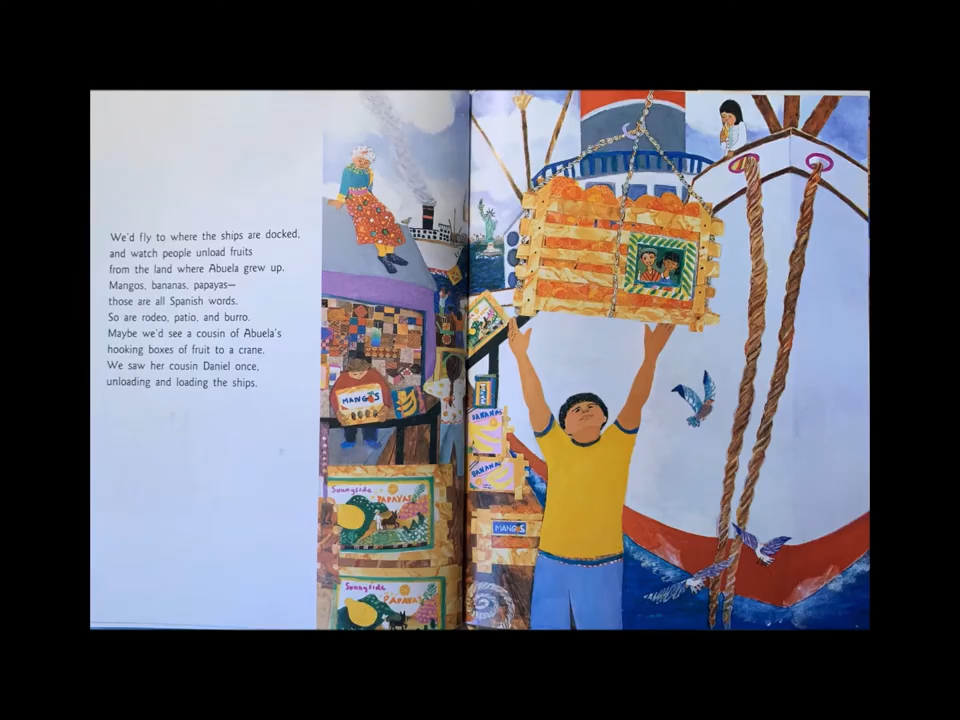 We'd fly to where the ships are docked,
and watch people unload fruits
from the land where Abuela grew up.
Mangos, bananas, papayas—
those are all Spanish words.
So are rodeo, patio, and burro.
Maybe we'd see a cousin of Abuela's
hooking boxes of fruit to a crane.
We saw her cousin Daniel once,
unloading and loading the ships.
MANGOS
BANANAS
BANANA
Sunnyside
PAPAYAS
MANGOS
Sunnyside
PAPAYA